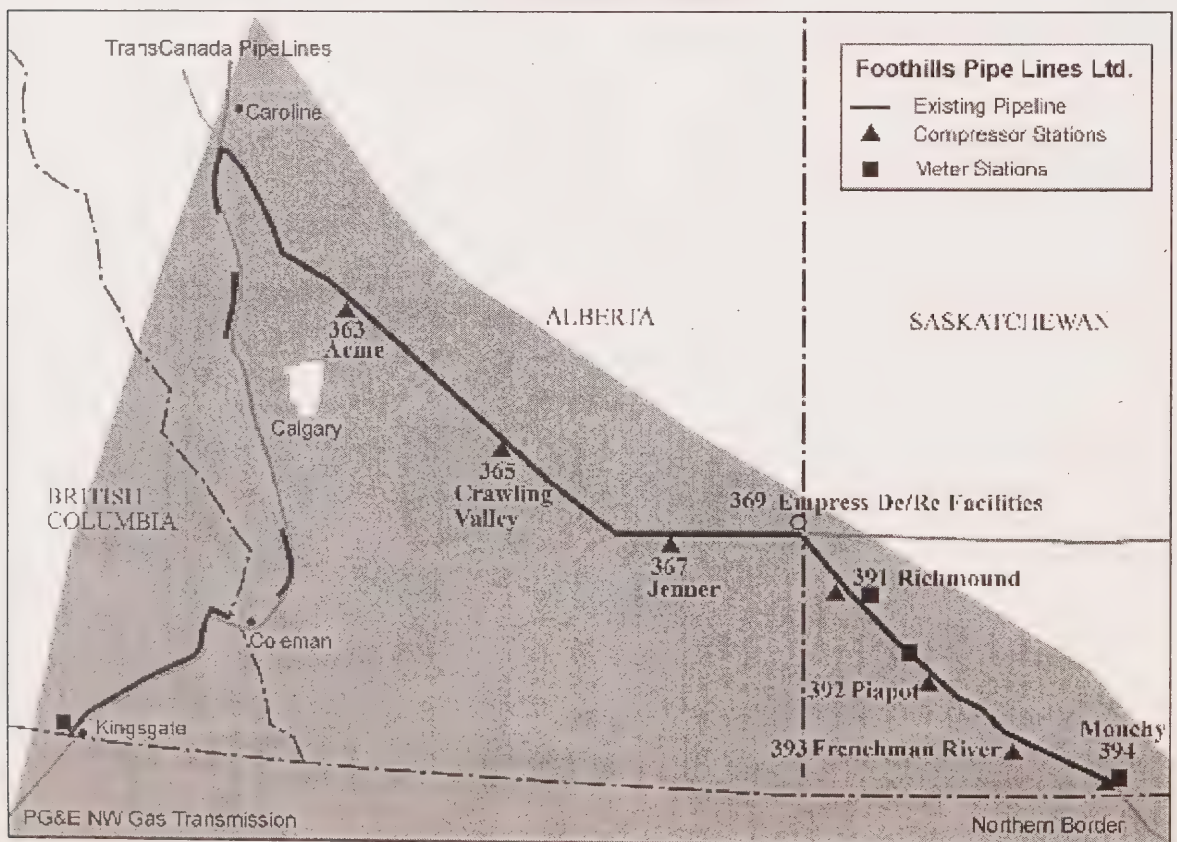 TransCanada PipeLines
Caroline
Foothills Pipe Lines Ltd.
Existing Pipeline
Compressor Stations
Meter Stations
363
Acme
ALBERTA
SASKATCHEWAN
Calgary
365
Crawling
Valley
BRITISH
COLUMBIA
369 Empress De/Re Facilities
367
Jenner
391 Richmound
Coleman
392 Piapot
Kingsgate
393 Frenchman River
Monchy
394
PG&E NW Gas Transmission
Northern Border